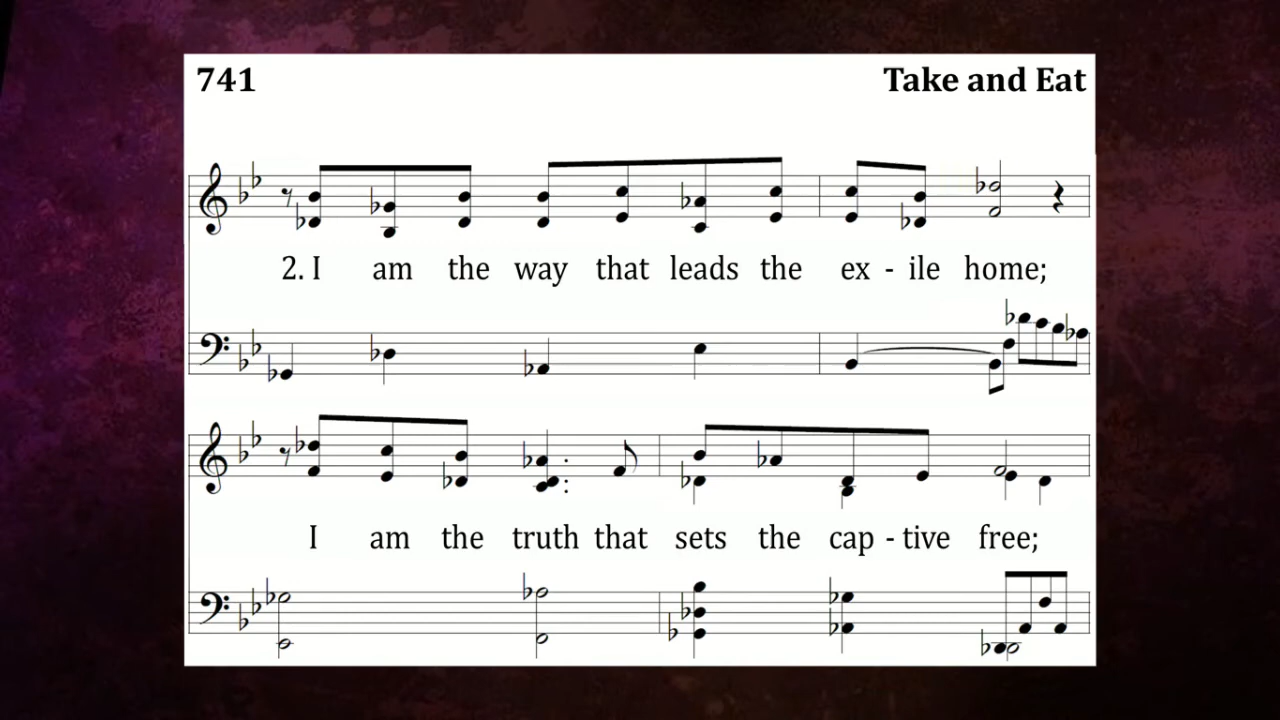 741 Take and Eat
2. I am the way that leads the ex - ile home;
I am the truth that sets the cap - tive free;